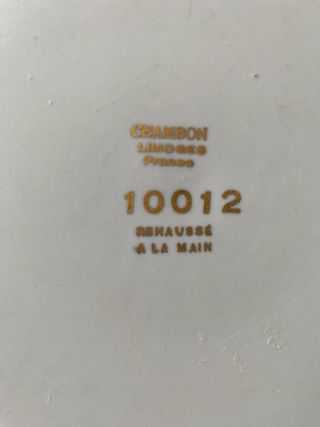 CHAMBON
LIMOGES
France
10012
REHAUSSÉ
A LA MAIN